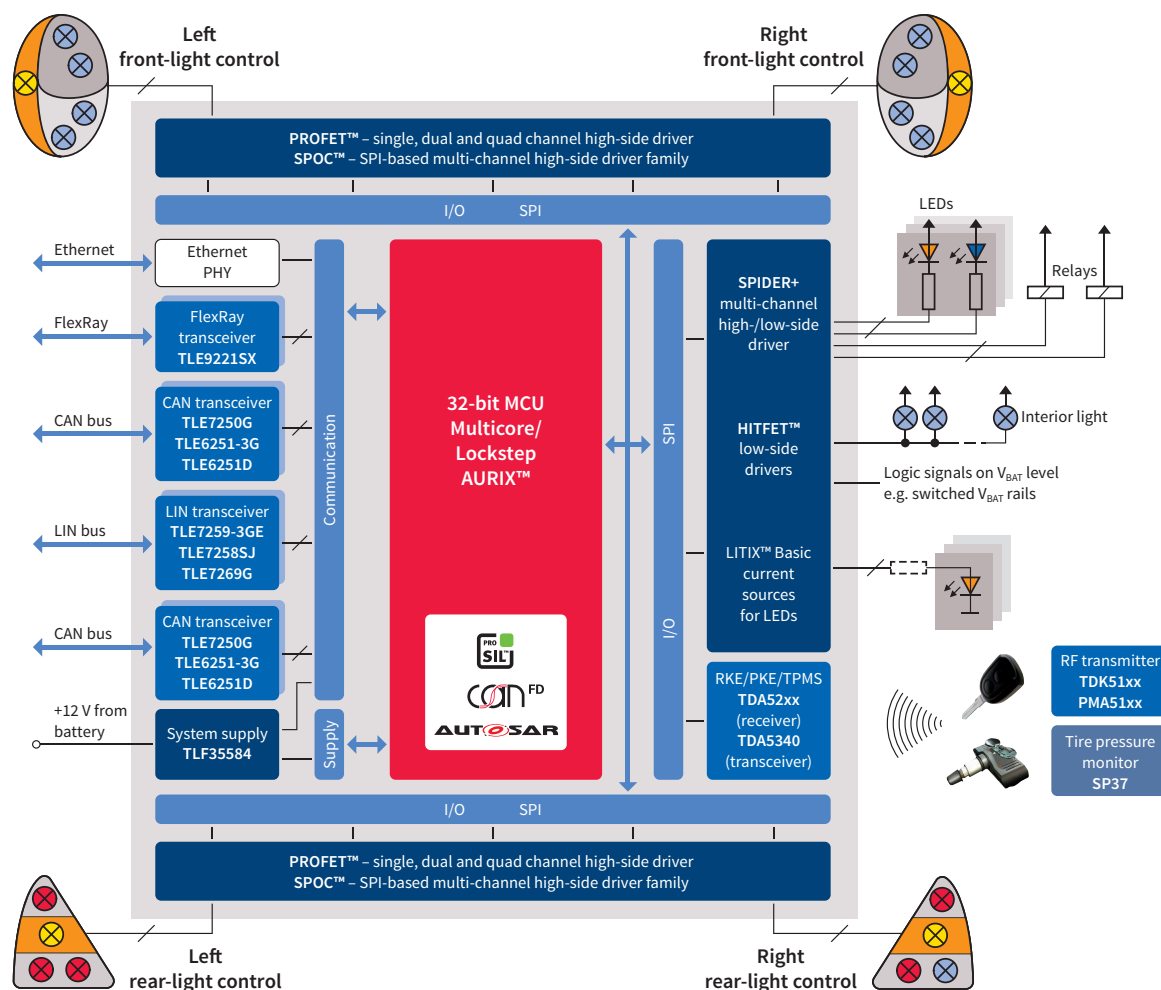 Left
front-light control
Right
front-light control
PROFET™ – single, dual and quad channel high-side driver
SPOC™ – SPI-based multi-channel high-side driver family
I/O SPI
Ethernet
Ethernet
PHY
FlexRay
FlexRay
transceiver
TLE9221SX
CAN bus
CAN transceiver
TLE7250G
TLE6251-3G
TLE6251D
LIN bus
LIN transceiver
TLE7259-3GE
TLE7258SJ
TLE7269G
CAN bus
CAN transceiver
TLE7250G
TLE6251-3G
TLE6251D
+12 V from
battery
System supply
TLF35584
Communication
Supply
32-bit MCU
Multicore/
Lockstep
AURIX™
PRO
SIL™
CAN FD
AUTOSAR
SPI
I/O
SPIDER+
multi-channel
high-/low-side
driver
HITFET™
low-side
drivers
LITIX™ Basic
current
sources
for LEDs
RKE/PKE/TPMS
TDA52xx
(receiver)
TDA5340
(transceiver)
LEDs
Relays
Interior light
Logic signals on VBAT level
e.g. switched VBAT rails
RF transmitter
TDK51xx
PMA51xx
Tire pressure
monitor
SP37
I/O SPI
PROFET™ – single, dual and quad channel high-side driver
SPOC™ – SPI-based multi-channel high-side driver family
Left
rear-light control
Right
rear-light control